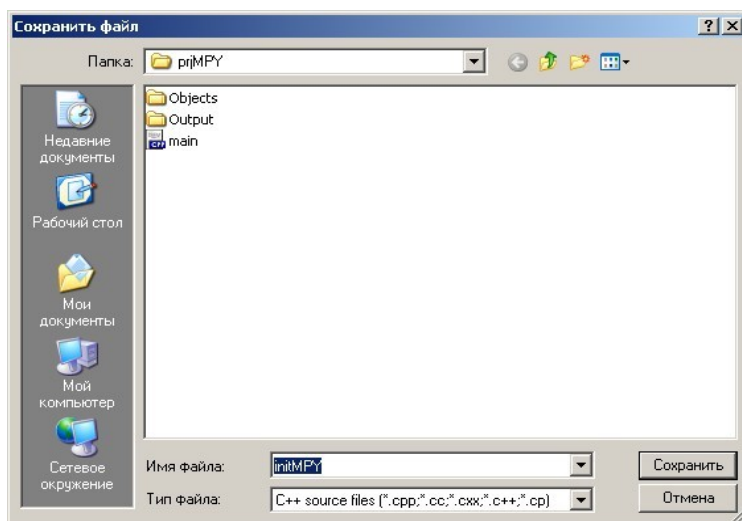 Сохранить файл
Папка:
prjMPY
Objects
Output
main
Недавние
документы
Рабочий стол
Мои
документы
Мой
компьютер
Сетевое
окружение
Имя файла:
initMPY
Сохранить
Тип файла:
C++ source files (*.cpp;*.cc;*.cxx;*.c++;*.cp)
Отмена